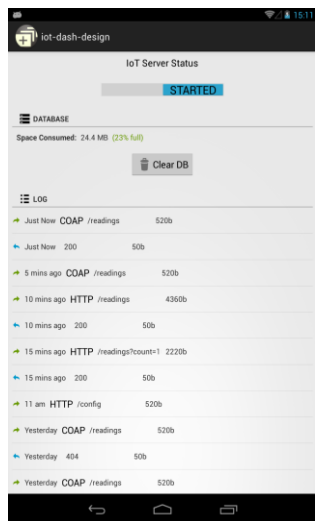 15:11
iot-dash-design
IoT Server Status
STARTED
DATABASE
Space Consumed: 24.4 MB (23% full)
Clear DB
LOG
Just Now COAP /readings 520b
Just Now 200 50b
5 mins ago COAP /readings 520b
10 mins ago HTTP /readings 4360b
10 mins ago 200 50b
15 mins ago HTTP /readings?count=1 2220b
15 mins ago 200 50b
11 am HTTP /config 520b
Yesterday COAP /readings 520b
Yesterday 404 50b
Yesterday COAP /readings 520b